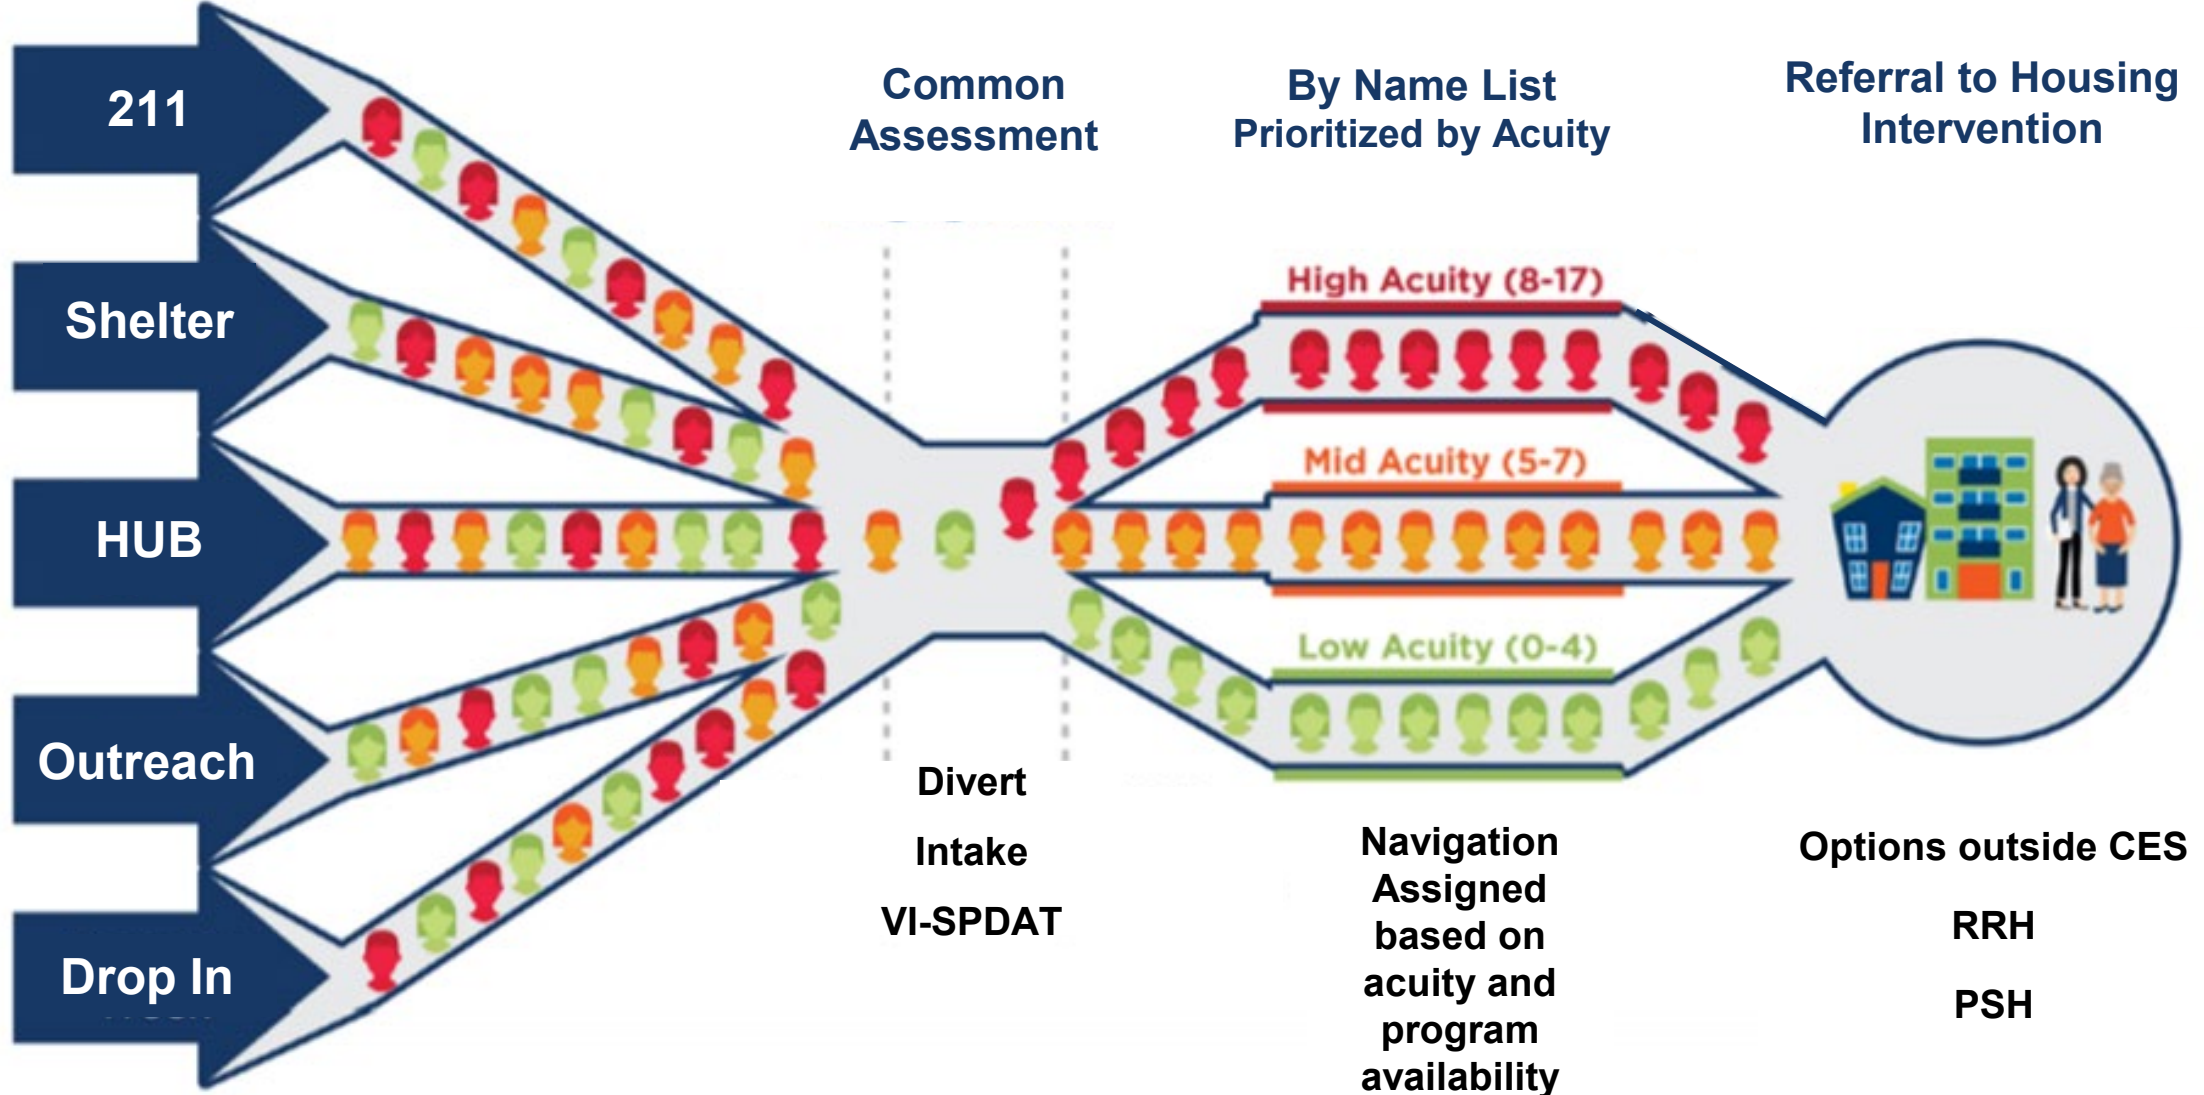 211
Shelter
HUB
Outreach
Drop In
Common
Assessment
Divert
Intake
VI-SPDAT
By Name List
Prioritized by Acuity
High Acuity (8-17)
Mid Acuity (5-7)
Low Acuity (0-4)
Navigation
Assigned
based on
acuity and
program
availability
Referral to Housing
Intervention
Options outside CES
RRH
PSH